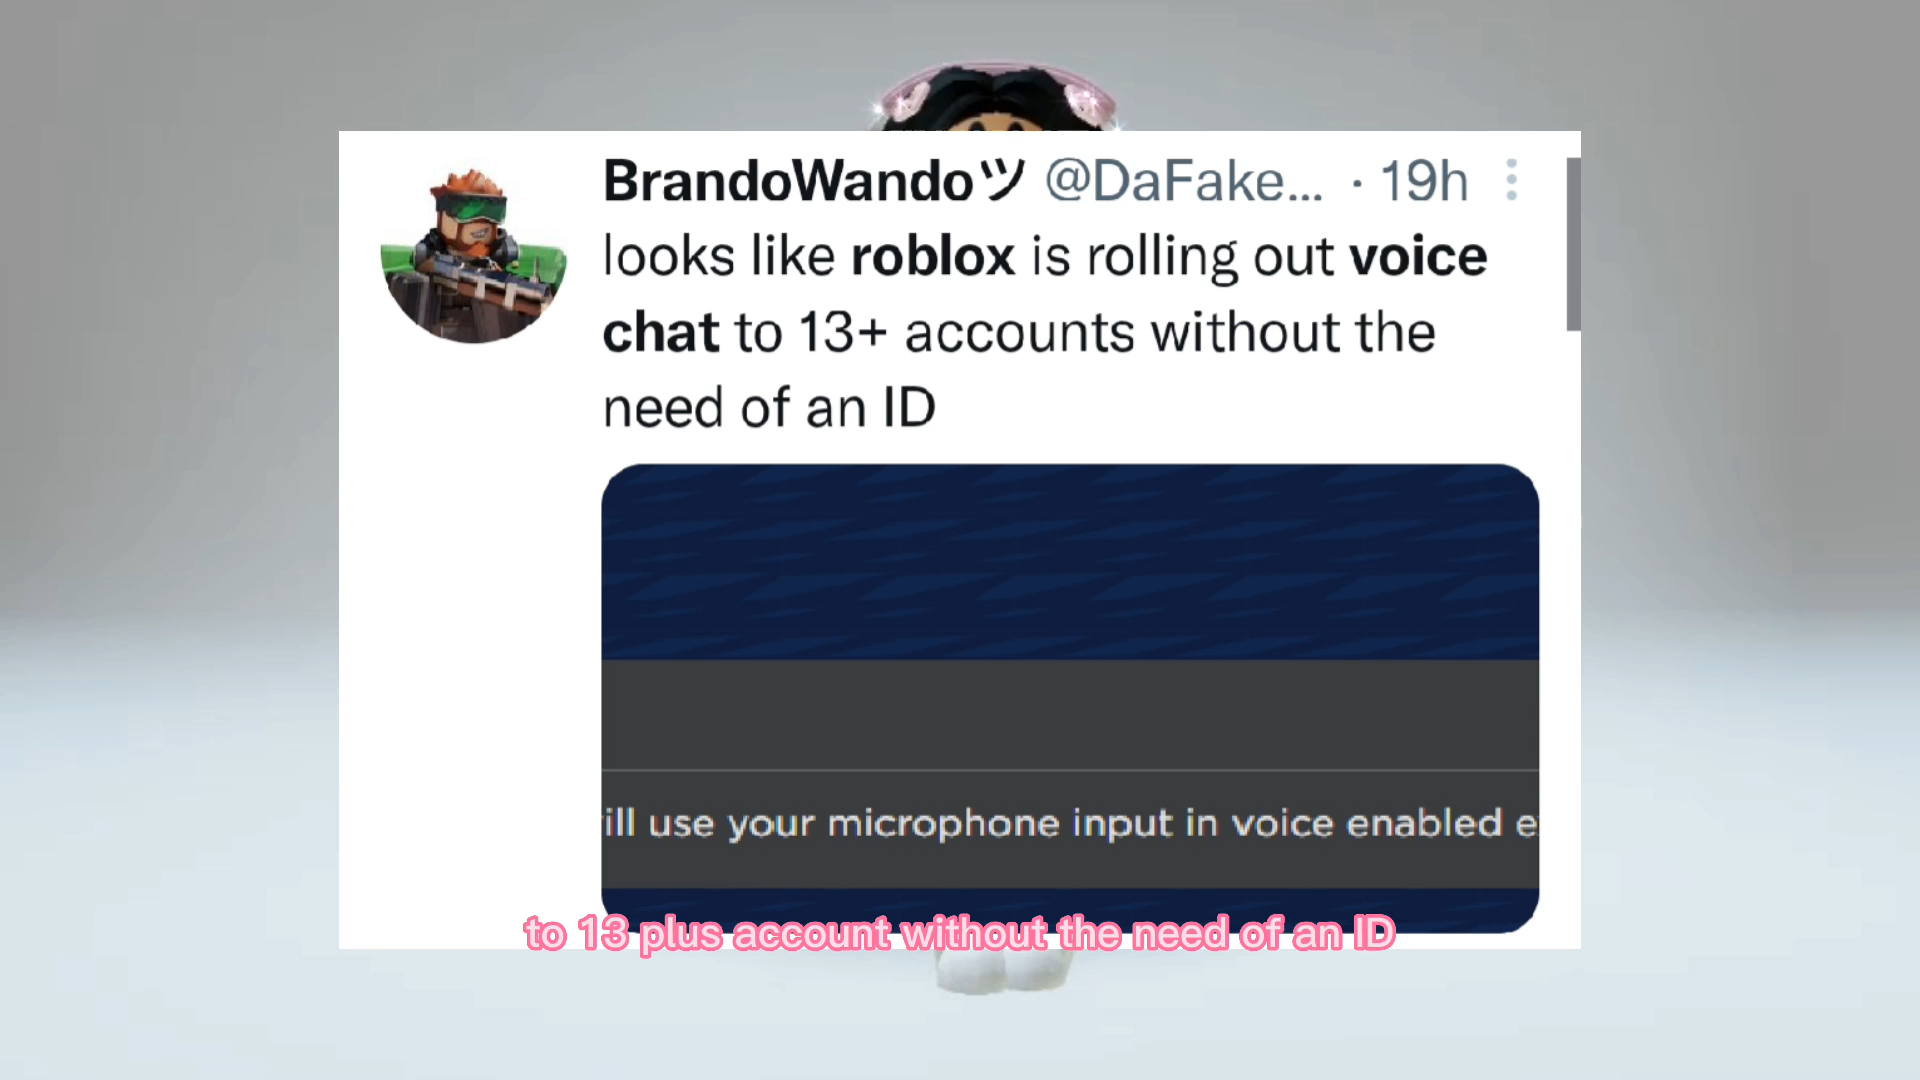 BrandoWandoツ @DaFake... · 19h
looks like roblox is rolling out voice
chat to 13+ accounts without the
need of an ID
ill use your microphone input in voice enabled e
to 13 plus account without the need of an ID